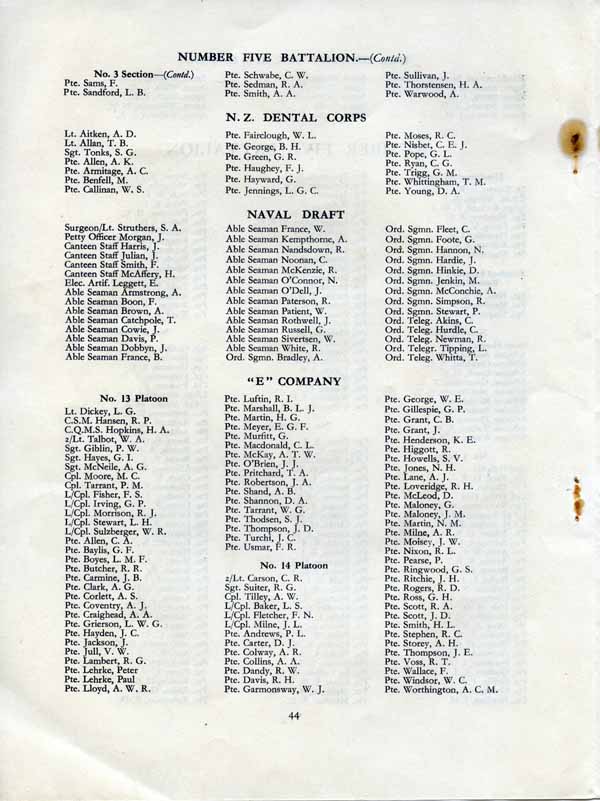 NUMBER FIVE BATTALION.—(Contd.)
No. 3 Section—(Contd.)
Pte. Sams, F.
Pte. Sandford, L. B.
Pte. Schwabe, C. W.
Pte. Sedman, R. A.
Pte. Smith, A. A.
Pte. Sullivan, J.
Pte. Thorstensen, H. A.
Pte. Warwood, A.
N. Z. DENTAL CORPS
Lt. Aitken, A. D.
Lt. Allan, T. B.
Sgt. Tonks, S. G.
Pte. Allen, A. K.
Pte. Armitage, A. C.
Pte. Benfell, M.
Pte. Callinan, W. S.
Pte. Fairclough, W. L.
Pte. George, B. H.
Pte. Green, G. R.
Pte. Haughey, F. J.
Pte. Hayward, G.
Pte. Jennings, L. G. C.
Pte. Moses, R. C.
Pte. Nisbet, C. E. J.
Pte. Pope, G. L.
Pte. Ryan, C. G.
Pte. Trigg, G. M.
Pte. Whittingham, T. M.
Pte. Young, D. A.
NAVAL DRAFT
Surgeon/Lt. Struthers, S. A.
Petty Officer Morgan, J.
Canteen Staff Harris, J.
Canteen Staff Julian, J.
Canteen Staff Smith, F.
Canteen Staff McAffery, H.
Elec. Artif. Leggett, E.
Able Seaman Armstrong, A.
Able Seaman Boon, F.
Able Seaman Brown, A.
Able Seaman Catchpole, T.
Able Seaman Cowie, J.
Able Seaman Davis, P.
Able Seaman Dobbyn, J.
Able Seaman France, B.
Able Seaman France, W.
Able Seaman Kempthorne, A.
Able Seaman Nandsdown, R.
Able Seaman Noonan, C.
Able Seaman McKenzie, R.
Able Seaman O'Connor, N.
Able Seaman O'Dell, J.
Able Seaman Paterson, R.
Able Seaman Patient, W.
Able Seaman Rothwell, J.
Able Seaman Russell, G.
Able Seaman Sivertsen, W.
Able Seaman White, R.
Ord. Sgmn. Bradley, A.
Ord. Sgmn. Fleet, C.
Ord. Sgmn. Foote, G.
Ord. Sgmn. Hannon, N.
Ord. Sgmn. Hardie, J.
Ord. Sgmn. Hinkie, D.
Ord. Sgmn. Jenkin, M.
Ord. Sgmn. McConchie, A.
Ord. Sgmn. Simpson, R.
Ord. Sgmn. Stewart, P.
Ord. Teleg. Akins, C.
Ord. Teleg. Hurdle, C.
Ord. Teleg. Newman, R.
Ord. Telegr. Tipping, L.
Ord. Teleg. Whitta, T.
"E" COMPANY
No. 13 Platoon
Lt. Dickey, L. G.
C.S.M. Hansen, R. P.
C.Q.M.S. Hopkins, H. A.
2/Lt. Talbot, W. A.
Sgt. Giblin, P. W.
Sgt. Hayes, G. I.
Sgt. McNeile, A. G.
Cpl. Moore, M. C.
Cpl. Tarrant, P. M.
L/Cpl. Fisher, F. S.
L/Cpl. Irving, G. P.
L/Cpl. Morrison, R. J.
L/Cpl. Stewart, L. H.
L/Cpl. Sulzberger, W. R.
Pte. Allen, C. A.
Pte. Baylis, G. F.
Pte. Boyes, L. M. F.
Pte. Butcher, R. R.
Pte. Carmine, J. B.
Pte. Clark, A. G.
Pte. Corlett, A. S.
Pte. Coventry, A. J.
Pte. Craighead, A. A.
Pte. Grierson, L. W. G.
Pte. Hayden, J. C.
Pte. Jackson, J.
Pte. Jull, V. W.
Pte. Lambert, R. G.
Pte. Lehrke, Peter
Pte. Lehrke, Paul
Pte. Lloyd, A. W. R.
Pte. Luftin, R. I.
Pte. Marshall, B. L. J.
Pte. Martin, H. G.
Pte. Meyer, E. G. F.
Pte. Murfitt, G.
Pte. Macdonald, C. L.
Pte. McKay, A. T. W.
Pte. O'Brien, J. J.
Pte. Pritchard, T. A.
Pte. Robertson, J. A.
Pte. Shand, A. B.
Pte. Shannon, D. A.
Pte. Tarrant, W. G.
Pte. Thodsen, S. J.
Pte. Thompson, J. D.
Pte. Turchi, J. C.
Pte. Usmar, F. R.
No. 14 Platoon
2/Lt. Carson, C. R.
Sgt. Suiter, R. G.
Cpl. Tilley, A. W.
L/Cpl. Baker, L. S.
L/Cpl. Fletcher, F. N.
L/Cpl. Milne, J. L.
Pte. Andrews, P. L.
Pte. Carter, D. J.
Pte. Colway, A. R.
Pte. Collins, A. A.
Pte. Dandy, R. W.
Pte. Davis, R. H.
Pte. Garmonsway, W. J.
Pte. George, W. E.
Pte. Gillespie, G. P.
Pte. Grant, C. B.
Pte. Grant, J.
Pte. Henderson, K. E.
Pte. Higgott, R.
Pte. Howells, S. V.
Pte. Jones, N. H.
Pte. Lane, A. J.
Pte. Loveridge, R. H.
Pte. McLeod, D.
Pte. Maloney, G.
Pte. Maloney, J. M.
Pte. Martin, N. M.
Pte. Milne, A. R.
Pte. Moisey, J. W.
Pte. Nixon, R. L.
Pte. Pearse, P.
Pte. Ringwood, G. S.
Pte. Ritchie, J. H.
Pte. Rogers, R. D.
Pte. Ross, G. H.
Pte. Scott, R. A.
Pte. Scott, J. D.
Pte. Smith, H. L.
Pte. Stephen, R. C.
Pte. Storey, A. H.
Pte. Thompson, J. E.
Pte. Voss, R. T.
Pte. Wallace, F.
Pte. Windsor, W. C.
Pte. Worthington, A. C. M.
44